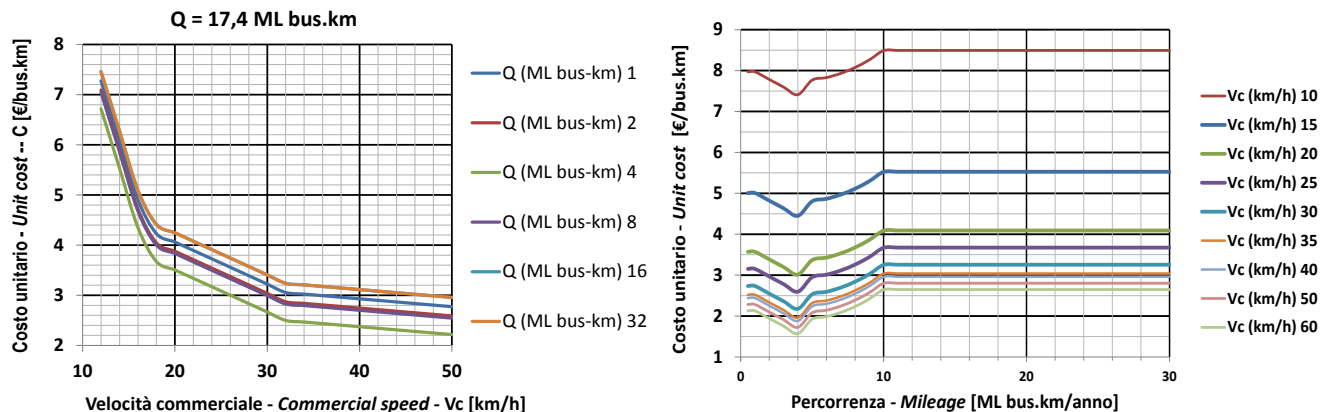 Q = 17,4 ML bus.km
Costo unitario - Unit cost -- C [€/bus.km]
8
7
6
5
4
3
2
10 20 30 40 50
Velocità commerciale - Commercial speed - Vc [km/h]
Q (ML bus-km) 1
Q (ML bus-km) 2
Q (ML bus-km) 4
Q (ML bus-km) 8
Q (ML bus-km) 16
Q (ML bus-km) 32
Costo unitario - Unit cost [€/bus.km]
9
8
7
6
5
4
3
2
1
0 10 20 30
Percorrenza - Mileage [ML bus.km/anno]
Vc (km/h) 10
Vc (km/h) 15
Vc (km/h) 20
Vc (km/h) 25
Vc (km/h) 30
Vc (km/h) 35
Vc (km/h) 40
Vc (km/h) 50
Vc (km/h) 60